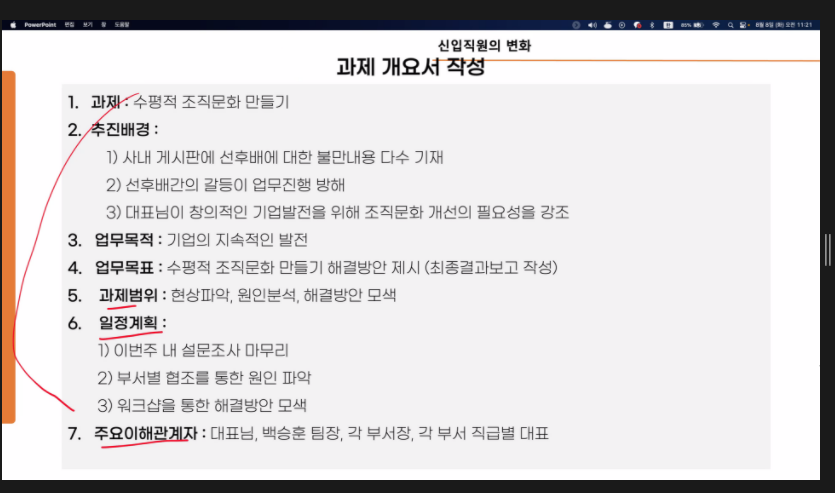 PowerPoint 편집 보기 창 도움말
85% 8월 8일 (화) 오전 11:21
신입직원의 변화
과제 개요서 작성
1. 과제 : 수평적 조직문화 만들기
2. 추진배경 :
1) 사내 게시판에 선후배에 대한 불만내용 다수 기재
2) 선후배간의 갈등이 업무진행 방해
3) 대표님이 창의적인 기업발전을 위해 조직문화 개선의 필요성을 강조
3. 업무목적 : 기업의 지속적인 발전
4. 업무목표 : 수평적 조직문화 만들기 해결방안 제시 (최종결과보고 작성)
5. 과제범위 : 현상파악, 원인분석, 해결방안 모색
6. 일정계획 :
1) 이번주 내 설문조사 마무리
2) 부서별 협조를 통한 원인 파악
3) 워크샵을 통한 해결방안 모색
7. 주요이해관계자 : 대표님, 백승훈 팀장, 각 부서장, 각 부서 직급별 대표